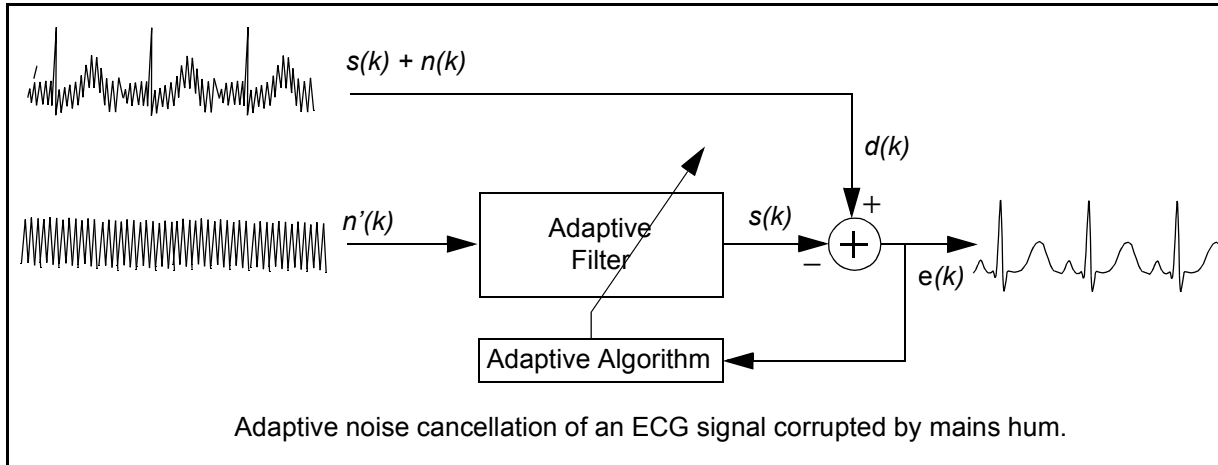 s(k) + n(k)
d(k)
n’(k)
Adaptive
Filter
s(k)
+
+
–
e(k)
Adaptive Algorithm
Adaptive noise cancellation of an ECG signal corrupted by mains hum.